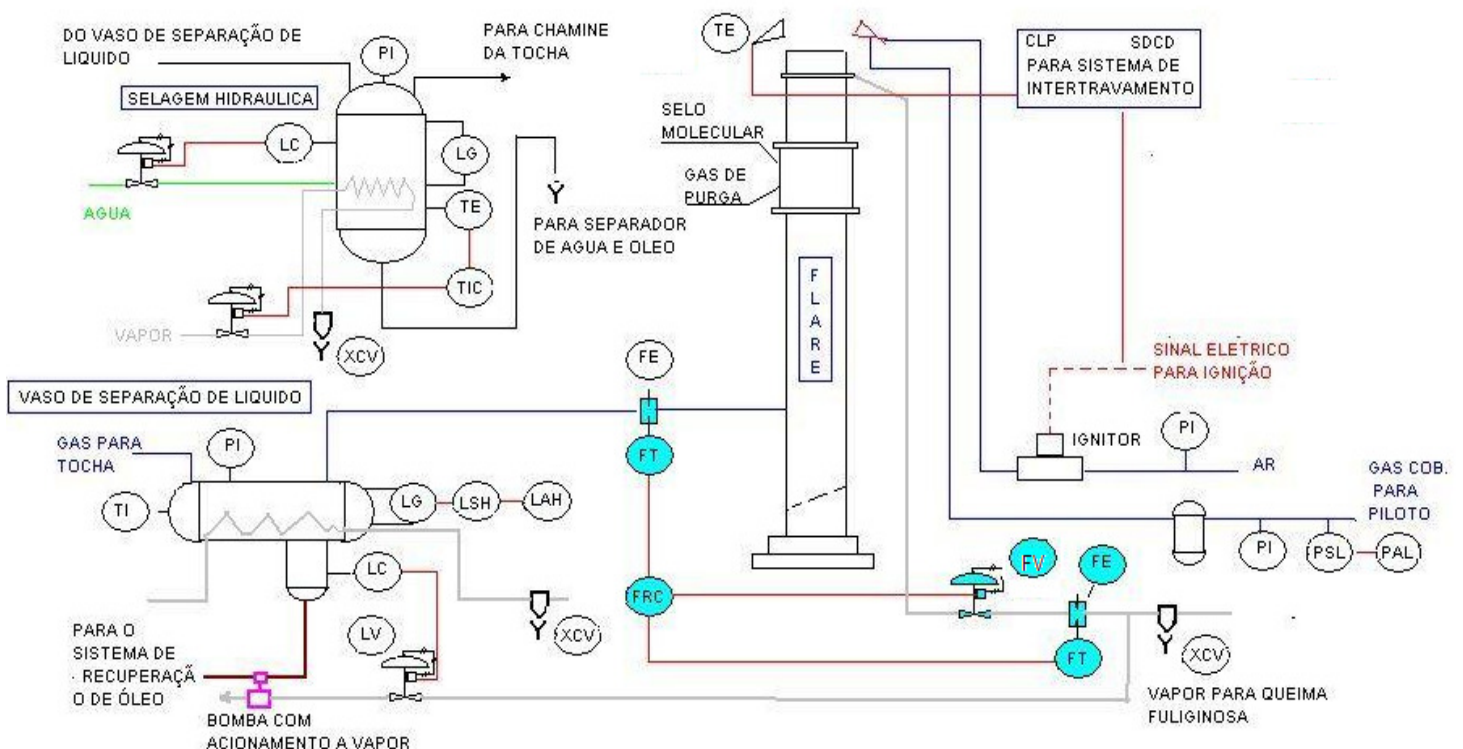 DO VASO DE SEPARAÇÃO DE
LIQUIDO
PI
PARA CHAMINE
DA TOCHA
SELAGEM HIDRAULICA
LC
LG
AGUA
TE
PARA SEPARADOR
DE AGUA E OLEO
TIC
VAPOR
XCV
TE
CLP SDCD
PARA SISTEMA DE
INTERTRAVAMENTO
SELO
MOLECULAR
GAS DE
PURGA
F
L
A
R
E
SINAL ELETRICO
PARA IGNIÇÃO
IGNITOR
PI
AR
GAS COB.
PARA
PILOTO
PI
PSL
PAL
VASO DE SEPARAÇÃO DE LIQUIDO
FE
FT
GAS PARA
TOCHA
PI
TI
LG
LSH
LAH
LC
XCV
LV
PARA O
SISTEMA DE
- RECUPERAÇÃ
O DE ÓLEO
BOMBA COM
ACIONAMENTO A VAPOR
FRC
FV
FE
FT
XCV
VAPOR PARA QUEIMA
FULIGINOSA